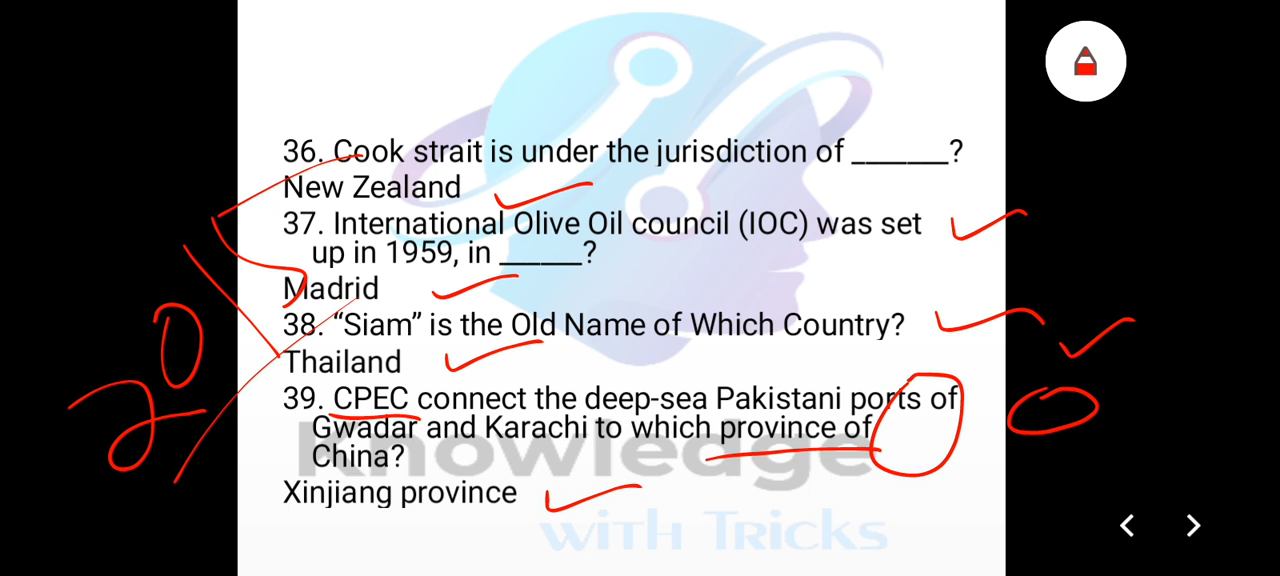 36. Cook strait is under the jurisdiction of _______?
New Zealand
37. International Olive Oil council (IOC) was set
up in 1959, in ______?
Madrid
38. “Siam” is the Old Name of Which Country?
Thailand
39. CPEC connect the deep-sea Pakistani ports of
Gwadar and Karachi to which province of
China?
Xinjiang province
Knowledge
with Tricks
2015